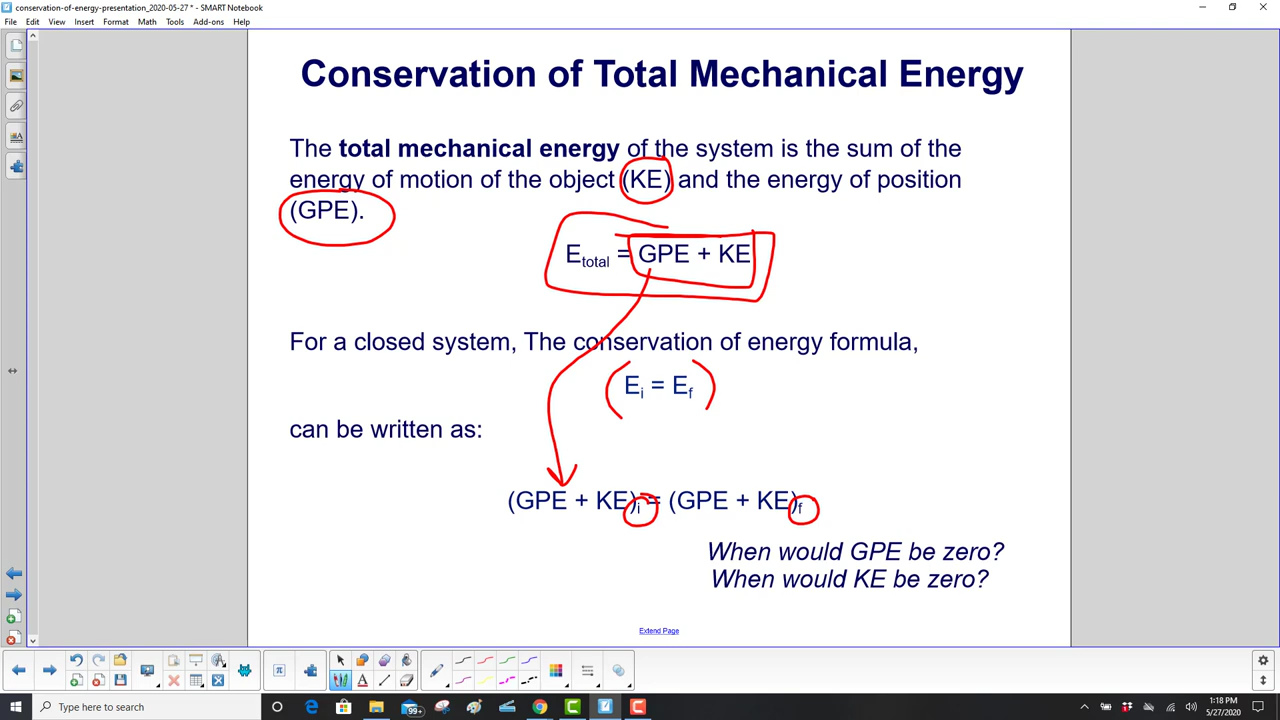 conservation-of-energy-presentation_2020-05-27 * - SMART Notebook
File Edit View Insert Format Math Tools Add-ons Help
Conservation of Total Mechanical Energy
The total mechanical energy of the system is the sum of the
energy of motion of the object (KE) and the energy of position
(GPE).
Etotal = GPE + KE
For a closed system, The conservation of energy formula,
Ei = Ef
can be written as:
(GPE + KE)i = (GPE + KE)f
When would GPE be zero?
When would KE be zero?
Extend Page
Type here to search
99+
1:18 PM
5/27/2020